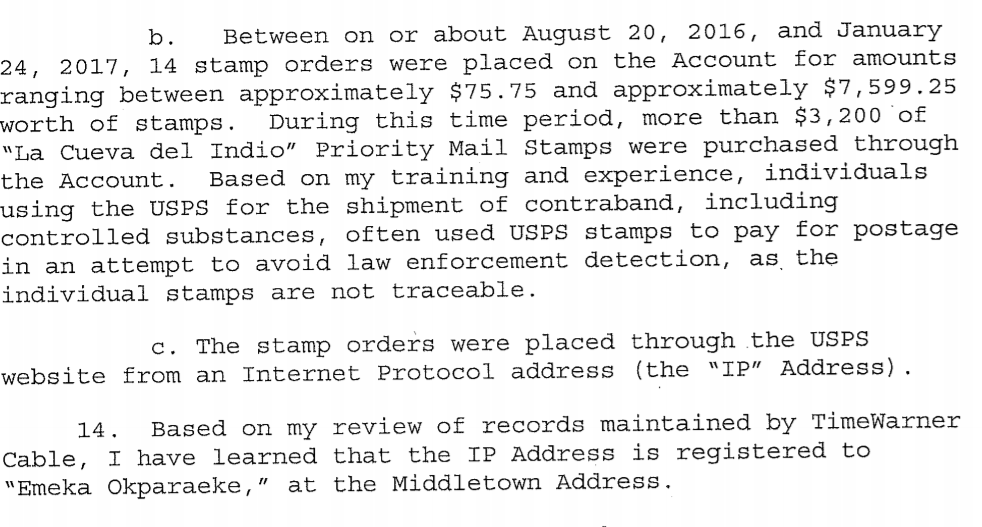 b. Between on or about August 20, 2016, and January
24, 2017, 14 stamp orders were placed on the Account for amounts
ranging between approximately $75.75 and approximately $7,599.25
worth of stamps. During this time period, more than $3,200 of
"La Cueva del Indio" Priority Mail Stamps were purchased through
the Account. Based on my training and experience, individuals
using the USPS for the shipment of contraband, including
controlled substances, often used USPS stamps to pay for postage
in an attempt to avoid law enforcement detection, as the
individual stamps are not traceable.
c. The stamp orders were placed through the USPS
website from an Internet Protocol address (the "IP" Address).
14. Based on my review of records maintained by TimeWarner
Cable, I have learned that the IP Address is registered to
"Emeka Okparaeke," at the Middletown Address.